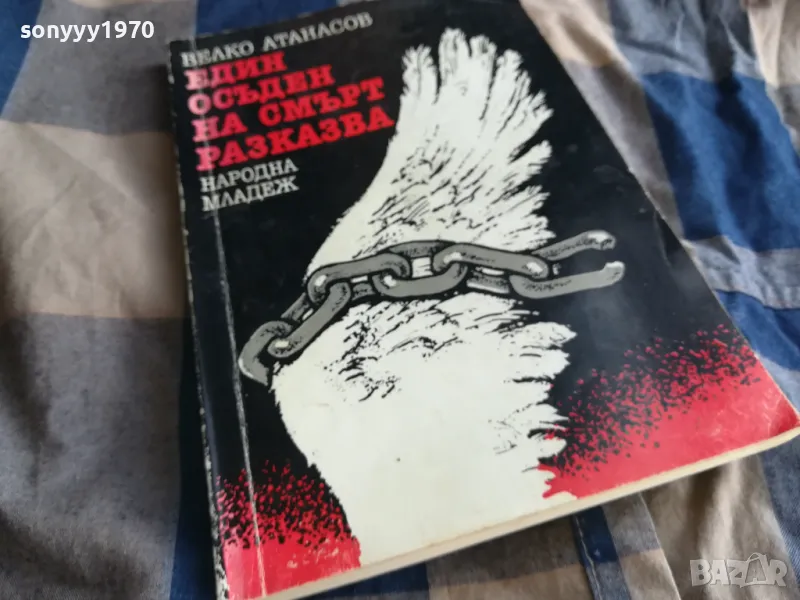 sonyyy1970
ВЕЛКО АТАНАСОВ
ЕДИН
ОСЪДЕН
НА СМЪРТ
РАЗКАЗВА
НАРОДНА
МЛАДЕЖ
BAZAR